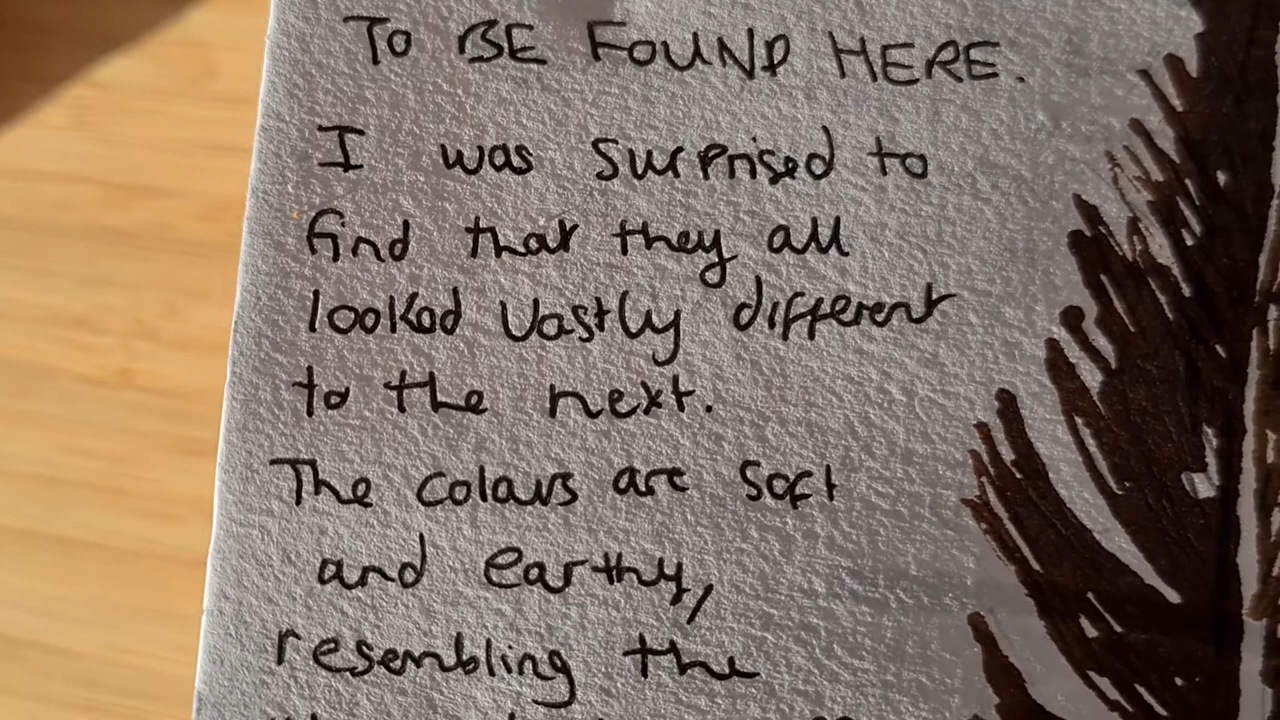 TO BE FOUND HERE.
I was surprised to
find that they all
looked vastly different
to the next.
The colours are soft
and earthy,
resembling the